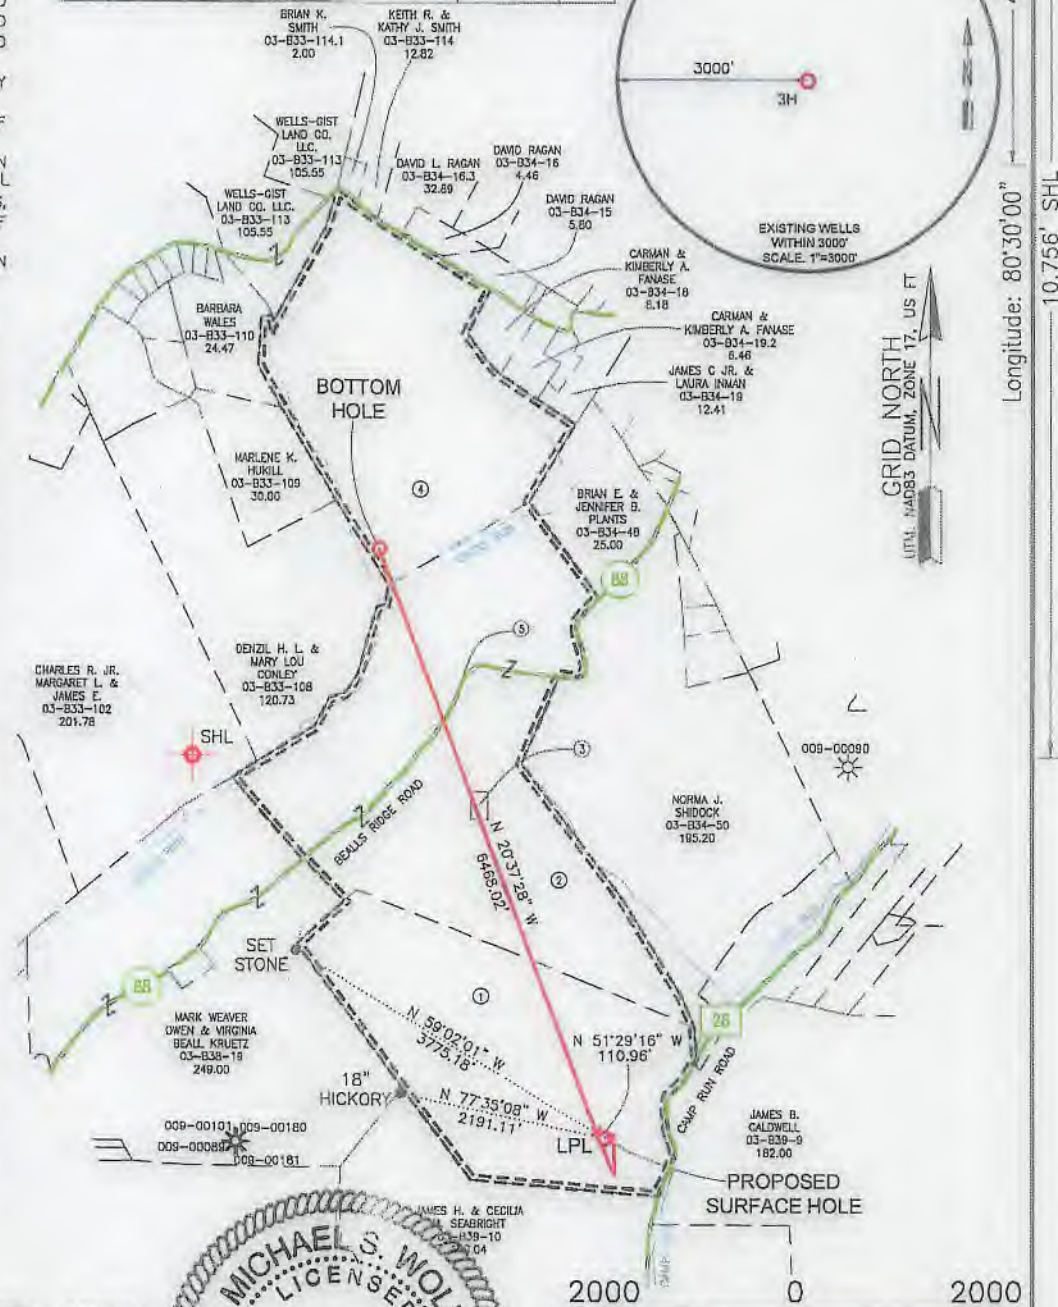 BRIAN K.
SMITH
03-B33-114.1
2.00
KEITH R. &
KATHY J. SMITH
03-B33-114
12.82
WELLS-GIST
LAND CO.
LLC.
03-B33-113
105.55
DAVID L. RAGAN
03-B34-16.3
32.89
DAVID RAGAN
03-B34-16
4.46
DAVID RAGAN
03-B34-15
5.80
WELLS-GIST
LAND CO. LLC.
03-B33-113
105.55
3000'
3H
N
EXISTING WELLS
WITHIN 3000'
SCALE. 1"=3000'
Longitude: 80°30'00"
10,756' SHL
GRID NORTH
UTM, NAD83 DATUM, ZONE 17, US FT
CARMAN &
KIMBERLY A.
FANASE
03-B34-18
6.18
CARMAN &
KIMBERLY A. FANASE
03-B34-19.2
6.46
JAMES C JR. &
LAURA INMAN
03-B34-19
12.41
BARBARA
WALES
03-B33-110
24.47
BOTTOM
HOLE
MARLENE K.
HUKILL
03-B33-109
30.00
4
BRIAN E. &
JENNIFER B.
PLANTS
03-B34-48
25.00
88
5
DENZIL H. L. &
MARY LOU
CONLEY
03-B33-108
120.73
CHARLES R. JR.
MARGARET L. &
JAMES E.
03-B33-102
201.78
SHL
Z
3
009-00090
NORMA J.
SHIDOCK
03-B34-50
195.20
BEALLS RIDGE ROAD
N 20°37'28" W
6468.02'
2
SET
STONE
88
1
MARK WEAVER
OWEN & VIRGINIA
BEALL KRUETZ
03-B38-19
249.00
N 59°02'01" W
3775.18'
N 51°29'16" W
110.96'
28
18"
HICKORY
N 77°35'08" W
2191.11'
CAMP RUN ROAD
009-00101
009-00180
009-00089
009-00181
LPL
JAMES B.
CALDWELL
03-B39-9
182.00
PROPOSED
SURFACE HOLE
JAMES H. & CECILIA
SEABRIGHT
B39-10
.04
MICHAEL S. WOL
LICENSED
CAMP
2000 0 2000